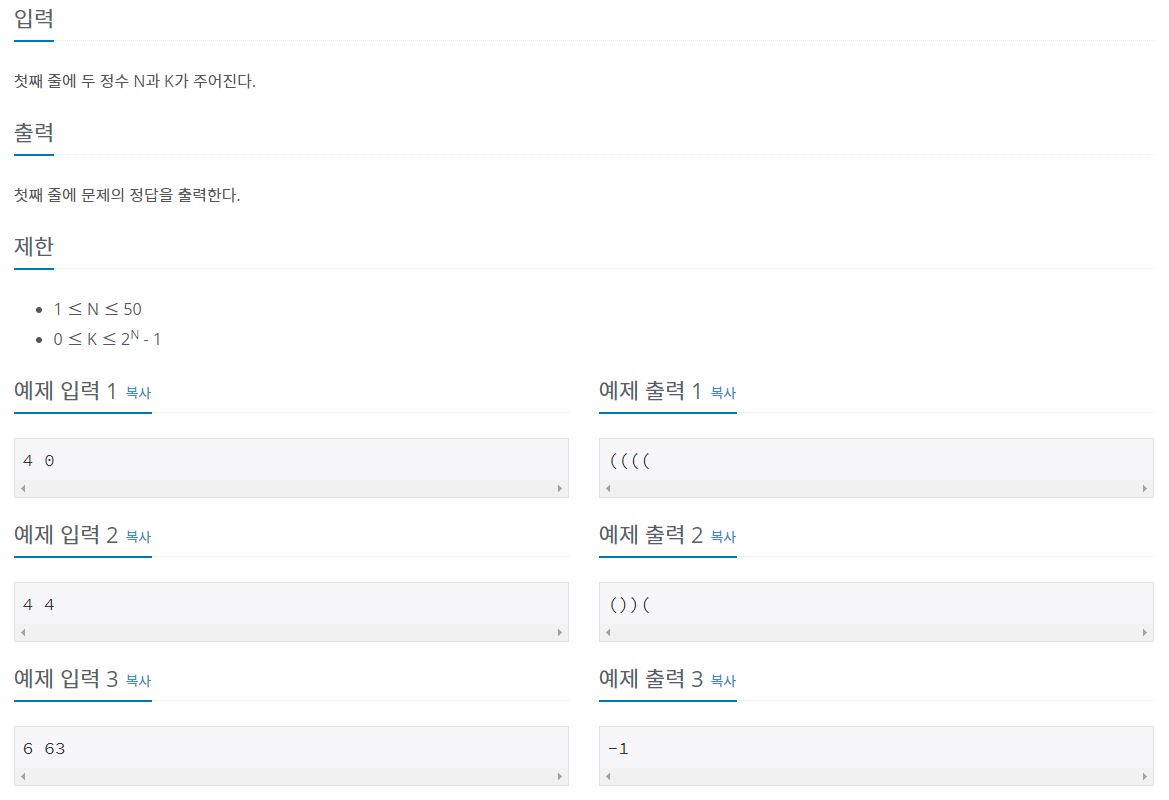 입력
첫째 줄에 두 정수 N과 K가 주어진다.
출력
첫째 줄에 문제의 정답을 출력한다.
제한
• 1 ≤ N ≤ 50
• 0 ≤ K ≤ 2^N - 1
예제 입력 1 복사
4 0
예제 출력 1 복사
((((
예제 입력 2 복사
4 4
예제 출력 2 복사
())(
예제 입력 3 복사
6 63
예제 출력 3 복사
-1